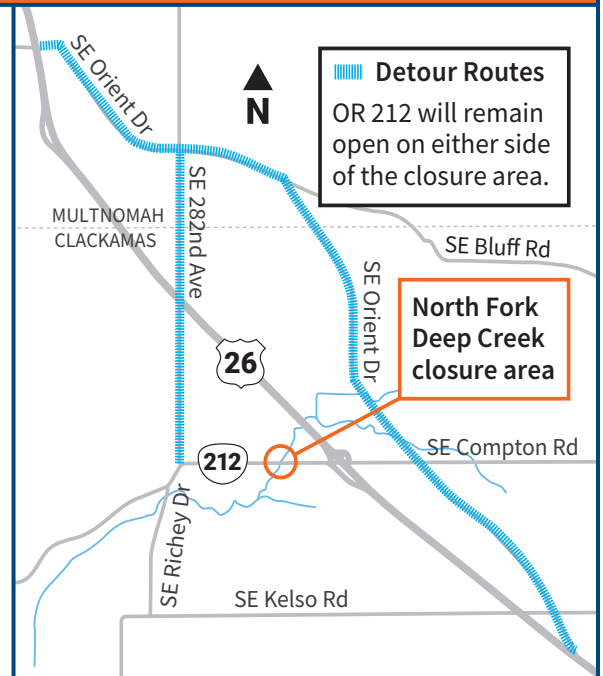 SE Orient Dr
N
Detour Routes
OR 212 will remain
open on either side
of the closure area.
SE 282nd Ave
MULTNOMAH
CLACKAMAS
SE Bluff Rd
SE Orient Dr
North Fork
Deep Creek
closure area
26
SE Compton Rd
212
SE Richey Dr
SE Kelso Rd